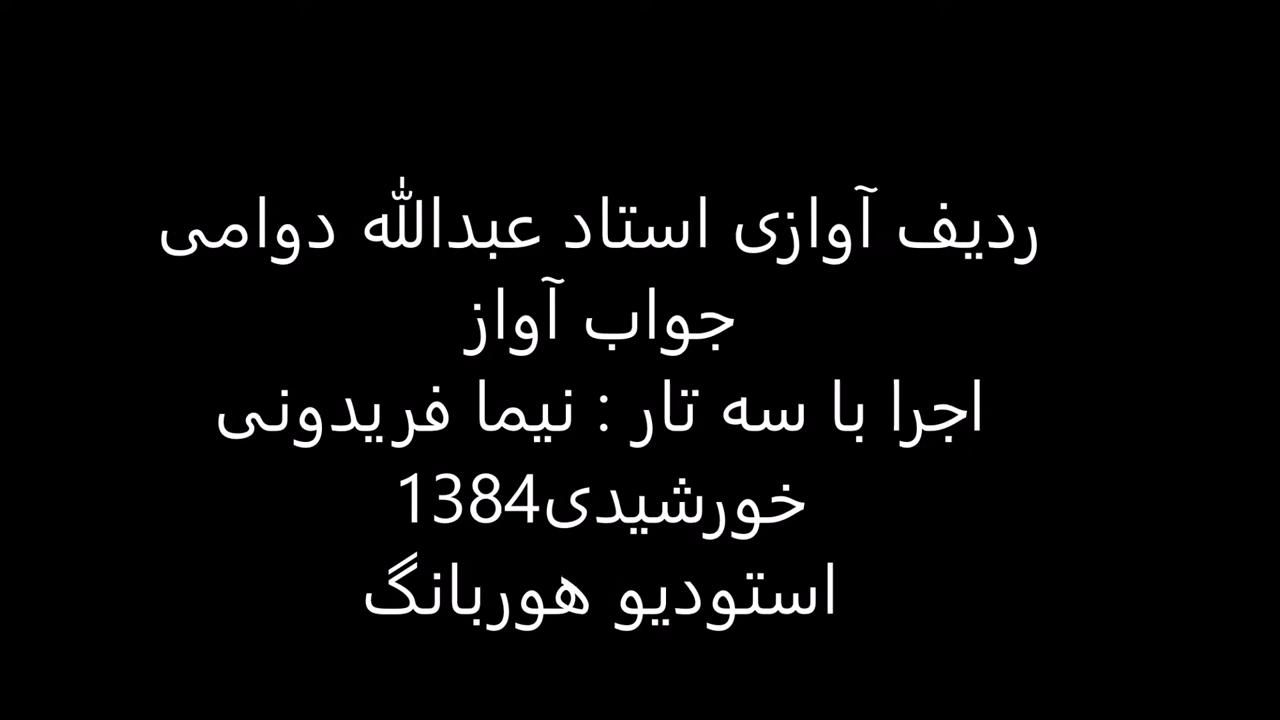 ردیف آوازی استاد عبدالله دوامی
جواب آواز
اجرا با سه تار : نیما فریدونی
خورشیدی1384
استودیو هوربانگ